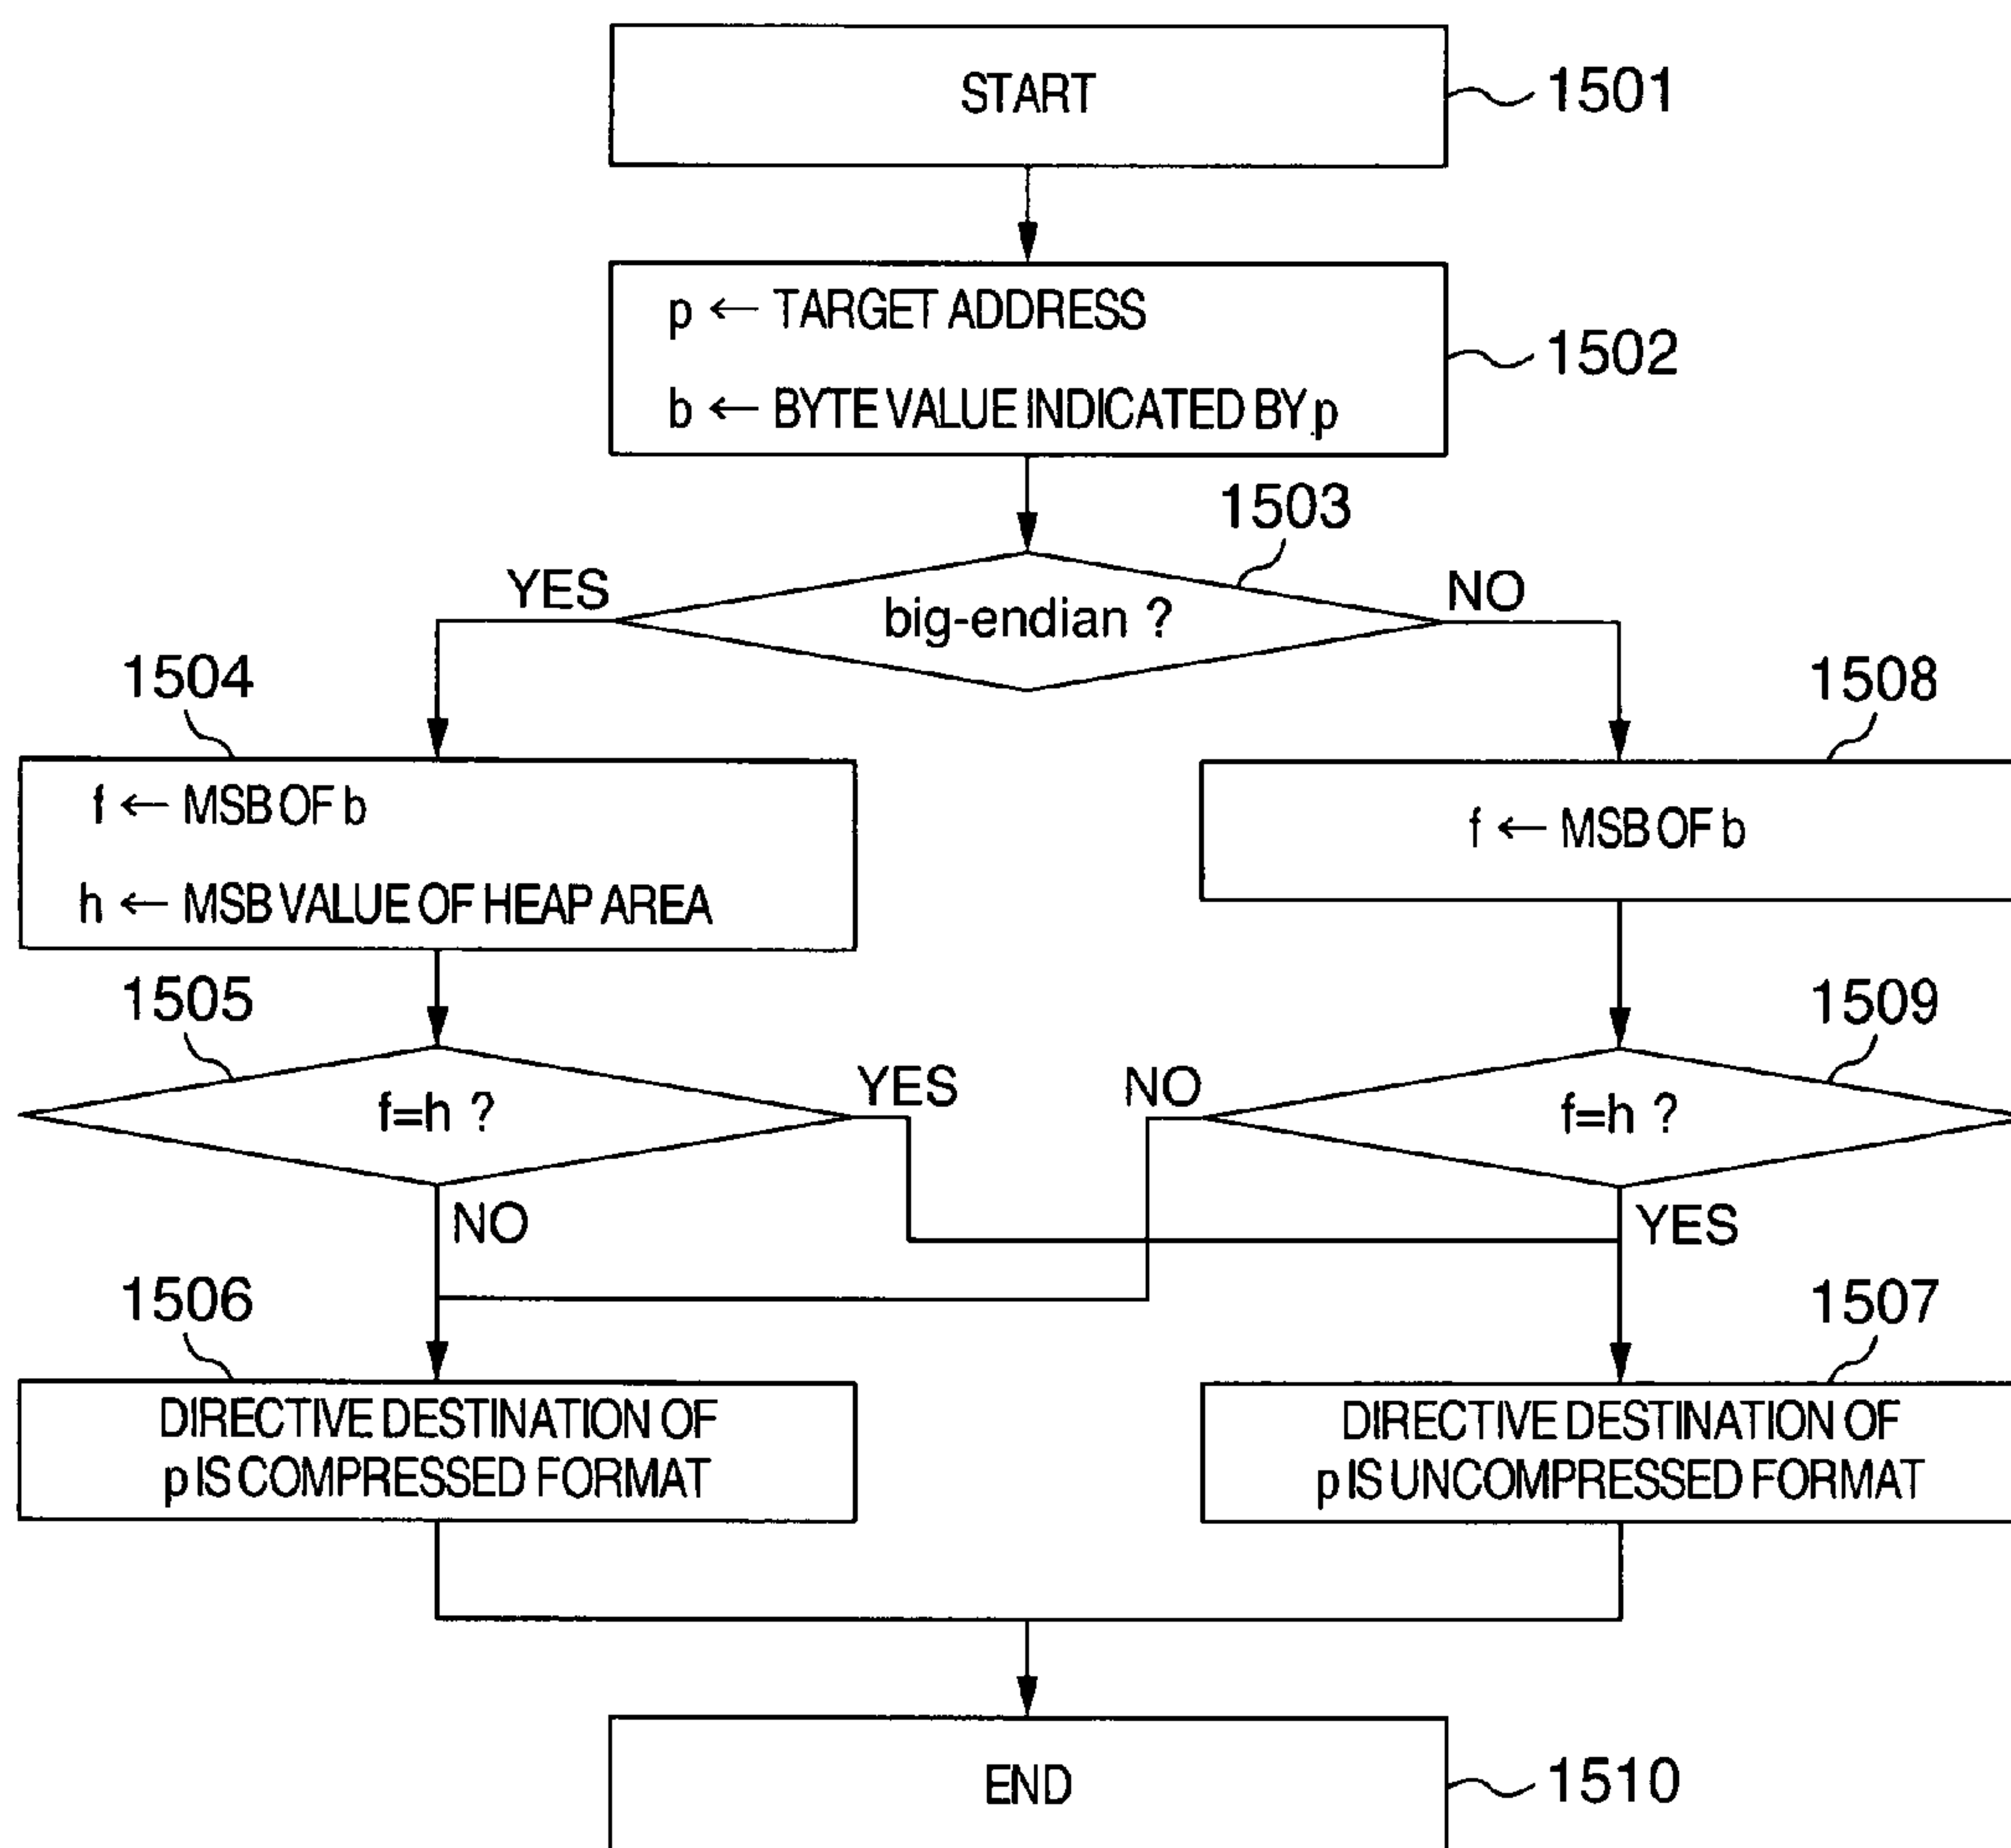 START
1501
p ← TARGET ADDRESS
b ← BYTE VALUE INDICATED BY p
1502
1503
YES
big-endian ?
NO
1504
1508
f ← MSB OF b
h ← MSB VALUE OF HEAP AREA
f ← MSB OF b
1505
1509
f=h ?
YES
NO
f=h ?
NO
YES
1506
1507
DIRECTIVE DESTINATION OF
p IS COMPRESSED FORMAT
DIRECTIVE DESTINATION OF
p IS UNCOMPRESSED FORMAT
END
1510